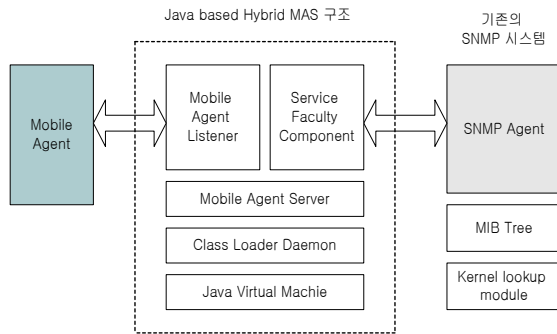 Java based Hybrid MAS 구조
기존의
SNMP 시스템
Mobile
Agent
Mobile
Agent
Listener
Service
Faculty
Component
SNMP Agent
Mobile Agent Server
Class Loader Daemon
Java Virtual Machie
MIB Tree
Kernel lookup
module